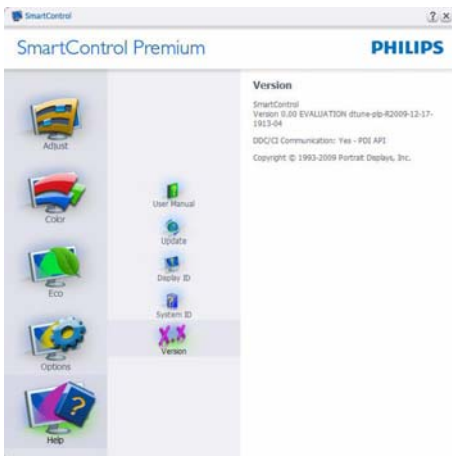 SmartControl
SmartControl Premium
PHILIPS
Adjust
Color
Eco
Options
Help
User Manual
Update
Display ID
System ID
Version
Version
SmartControl
Version 0.00 EVALUATION dtune-plp-R2009-12-17-
1913-04
DDC/CI Communication: Yes - PDI API
Copyright © 1993-2009 Portrait Displays, Inc.